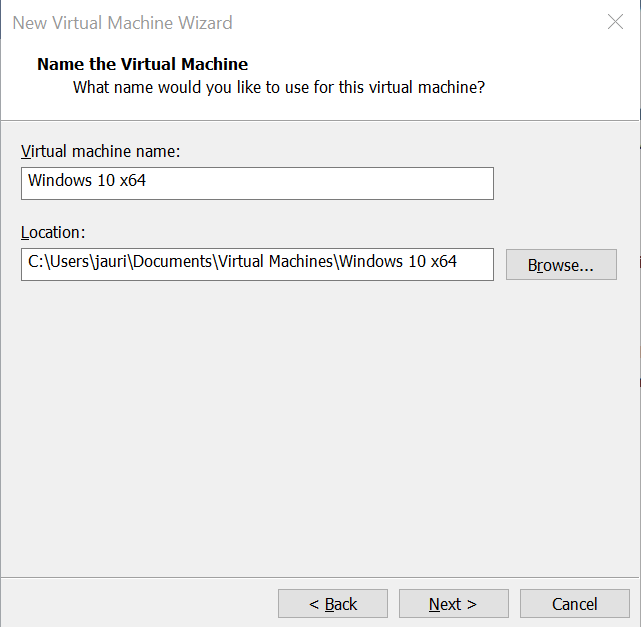 New Virtual Machine Wizard
Name the Virtual Machine
What name would you like to use for this virtual machine?
Virtual machine name:
Windows 10 x64
Location:
C:\Users\jauri\Documents\Virtual Machines\Windows 10 x64
Browse...
< Back
Next >
Cancel